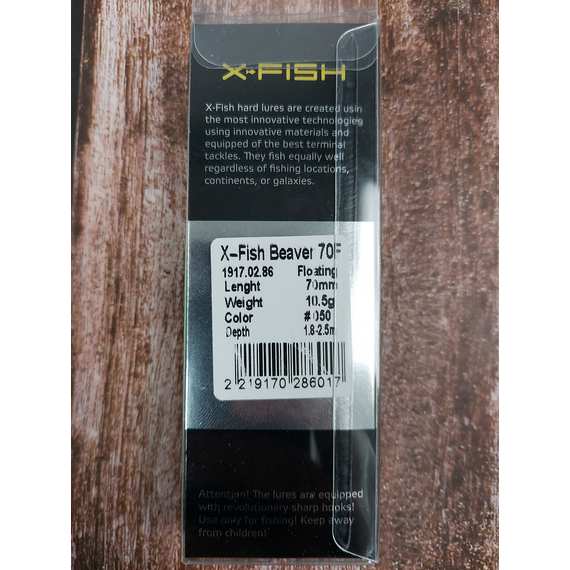 X-FISH
X-Fish hard lures are created usin
the most innovative technologies
using innovative materials and
equipped of the best terminal
tackles. They fish equally well
regardless of fishing locations,
continents, or galaxies.
X-Fish Beaver 70F
1917.02.86 Floating
Lenght 70mm
Weight 10.5g
Color #050
Depth 1.8-2.5m
2 219170 286017
Attention! The lures are equipped
with revolutionary sharp hooks!
Use only for fishing! Keep away
from children!